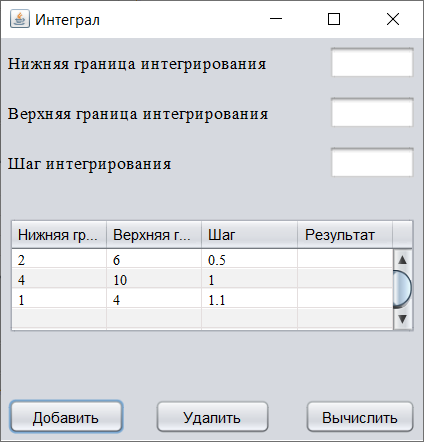 Интеграл
Нижняя граница интегрирования
Верхняя граница интегрирования
Шаг интегрирования
Нижняя гр... Верхняя г... Шаг Результат
2 6 0.5
4 10 1
1 4 1.1
Добавить Удалить Вычислить